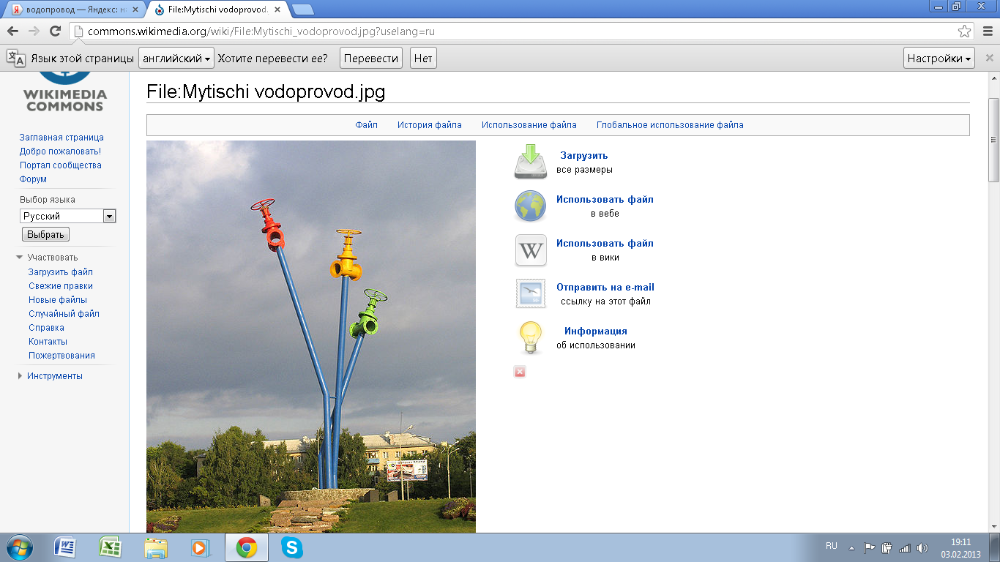 водопровод — Яндекс: н
File:Mytischi vodoprovod.
commons.wikimedia.org/wiki/File:Mytischi_vodoprovod.jpg?uselang=ru
Язык этой страницы английский Хотите перевести ее? Перевести Нет Настройки
WIKIMEDIA
COMMONS
Заглавная страница
Добро пожаловать!
Портал сообщества
Форум
Выбор языка
Русский
Выбрать
Участвовать
Загрузить файл
Свежие правки
Новые файлы
Случайный файл
Справка
Контакты
Пожертвования
Инструменты
File:Mytischi vodoprovod.jpg
Файл История файла Использование файла Глобальное использование файла
Загрузить
все размеры
Использовать файл
в вебе
W
Использовать файл
в вики
Отправить на e-mail
ссылку на этот файл
Информация
об использовании
RU
19:11
03.02.2013